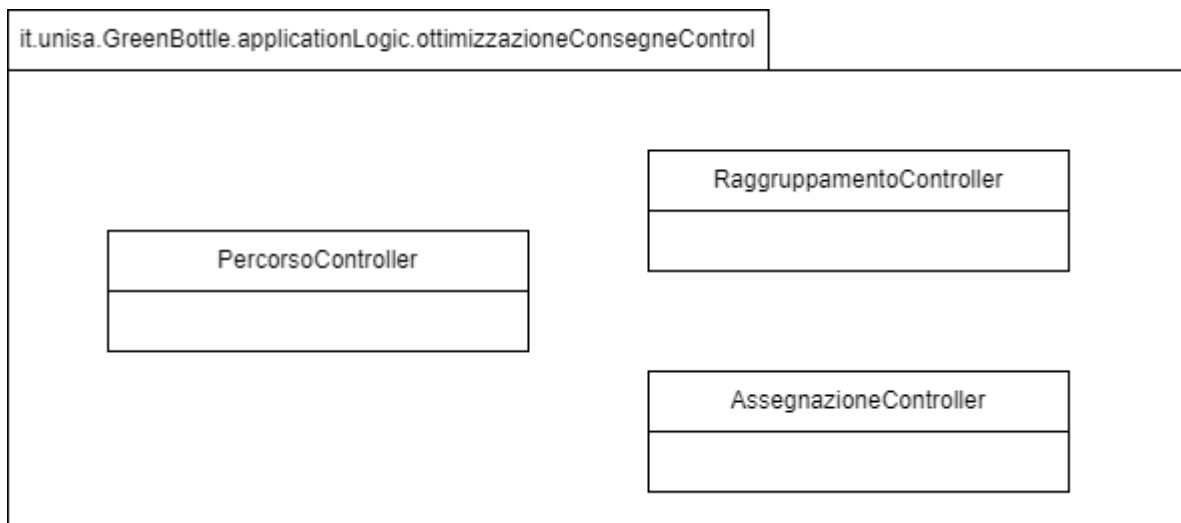 it.unisa.GreenBottle.applicationLogic.ottimizzazioneConsegneControl
RaggruppamentoController
PercorsoController
AssegnazioneController